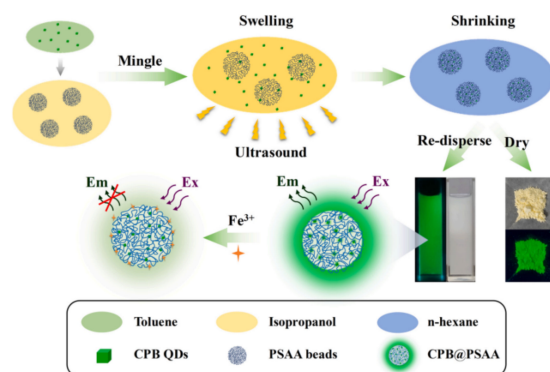 Swelling
Shrinking
Mingle
Ultrasound
Re-disperse
Dry
Em
Ex
Fe³⁺
Em
Ex
Toluene
Isopropanol
n-hexane
CPB QDs
PSAA beads
CPB@PSAA